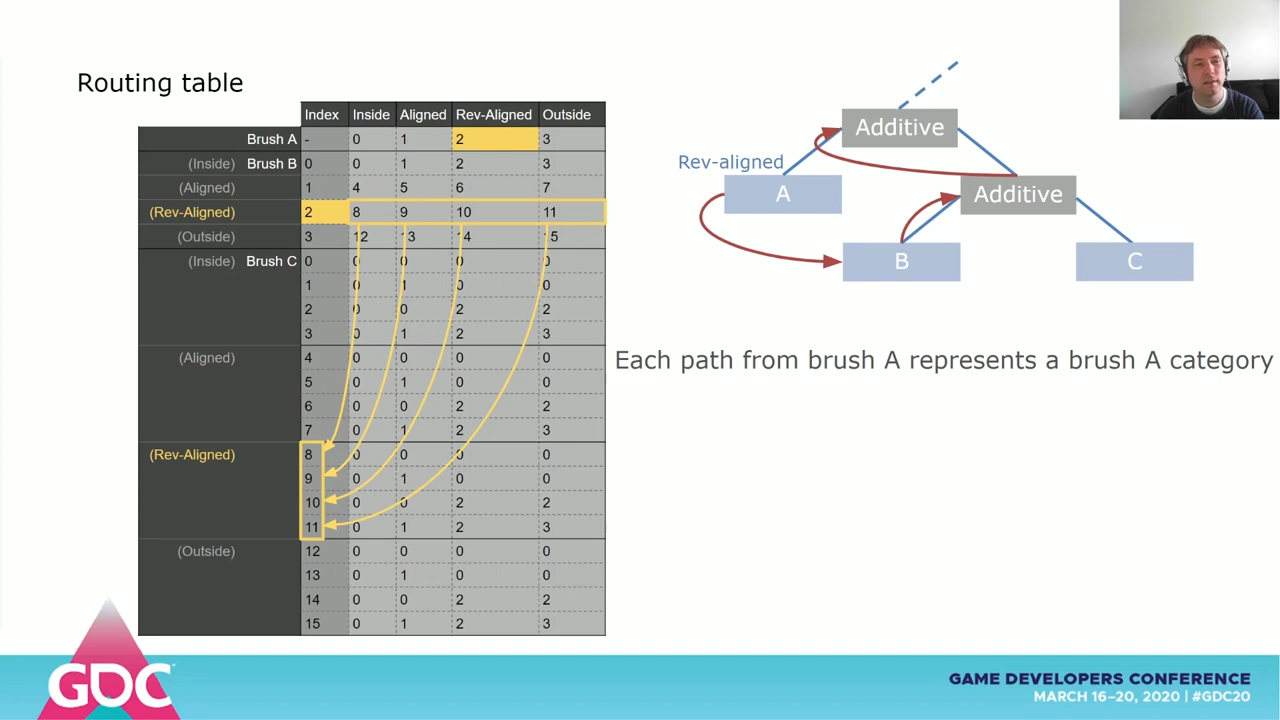 Routing table
Index Inside Aligned Rev-Aligned Outside
Brush A - 0 1 2 3
(Inside) Brush B 0 0 1 2 3
(Aligned) 1 4 5 6 7
(Rev-Aligned) 2 8 9 10 11
(Outside) 3 12 13 14 15
(Inside) Brush C 0 0 0 0 0
1 0 1 0 0
2 0 0 2 2
3 0 1 2 3
(Aligned) 4 0 0 0 0
5 0 1 0 0
6 0 0 2 2
7 0 1 2 3
(Rev-Aligned) 8 0 0 0 0
9 0 1 0 0
10 0 0 2 2
11 0 1 2 3
(Outside) 12 0 0 0 0
13 0 1 0 0
14 0 0 2 2
15 0 1 2 3
Additive
Rev-aligned
A
Additive
B
C
Each path from brush A represents a brush A category
GDC
GAME DEVELOPERS CONFERENCE
MARCH 16–20, 2020 | #GDC20